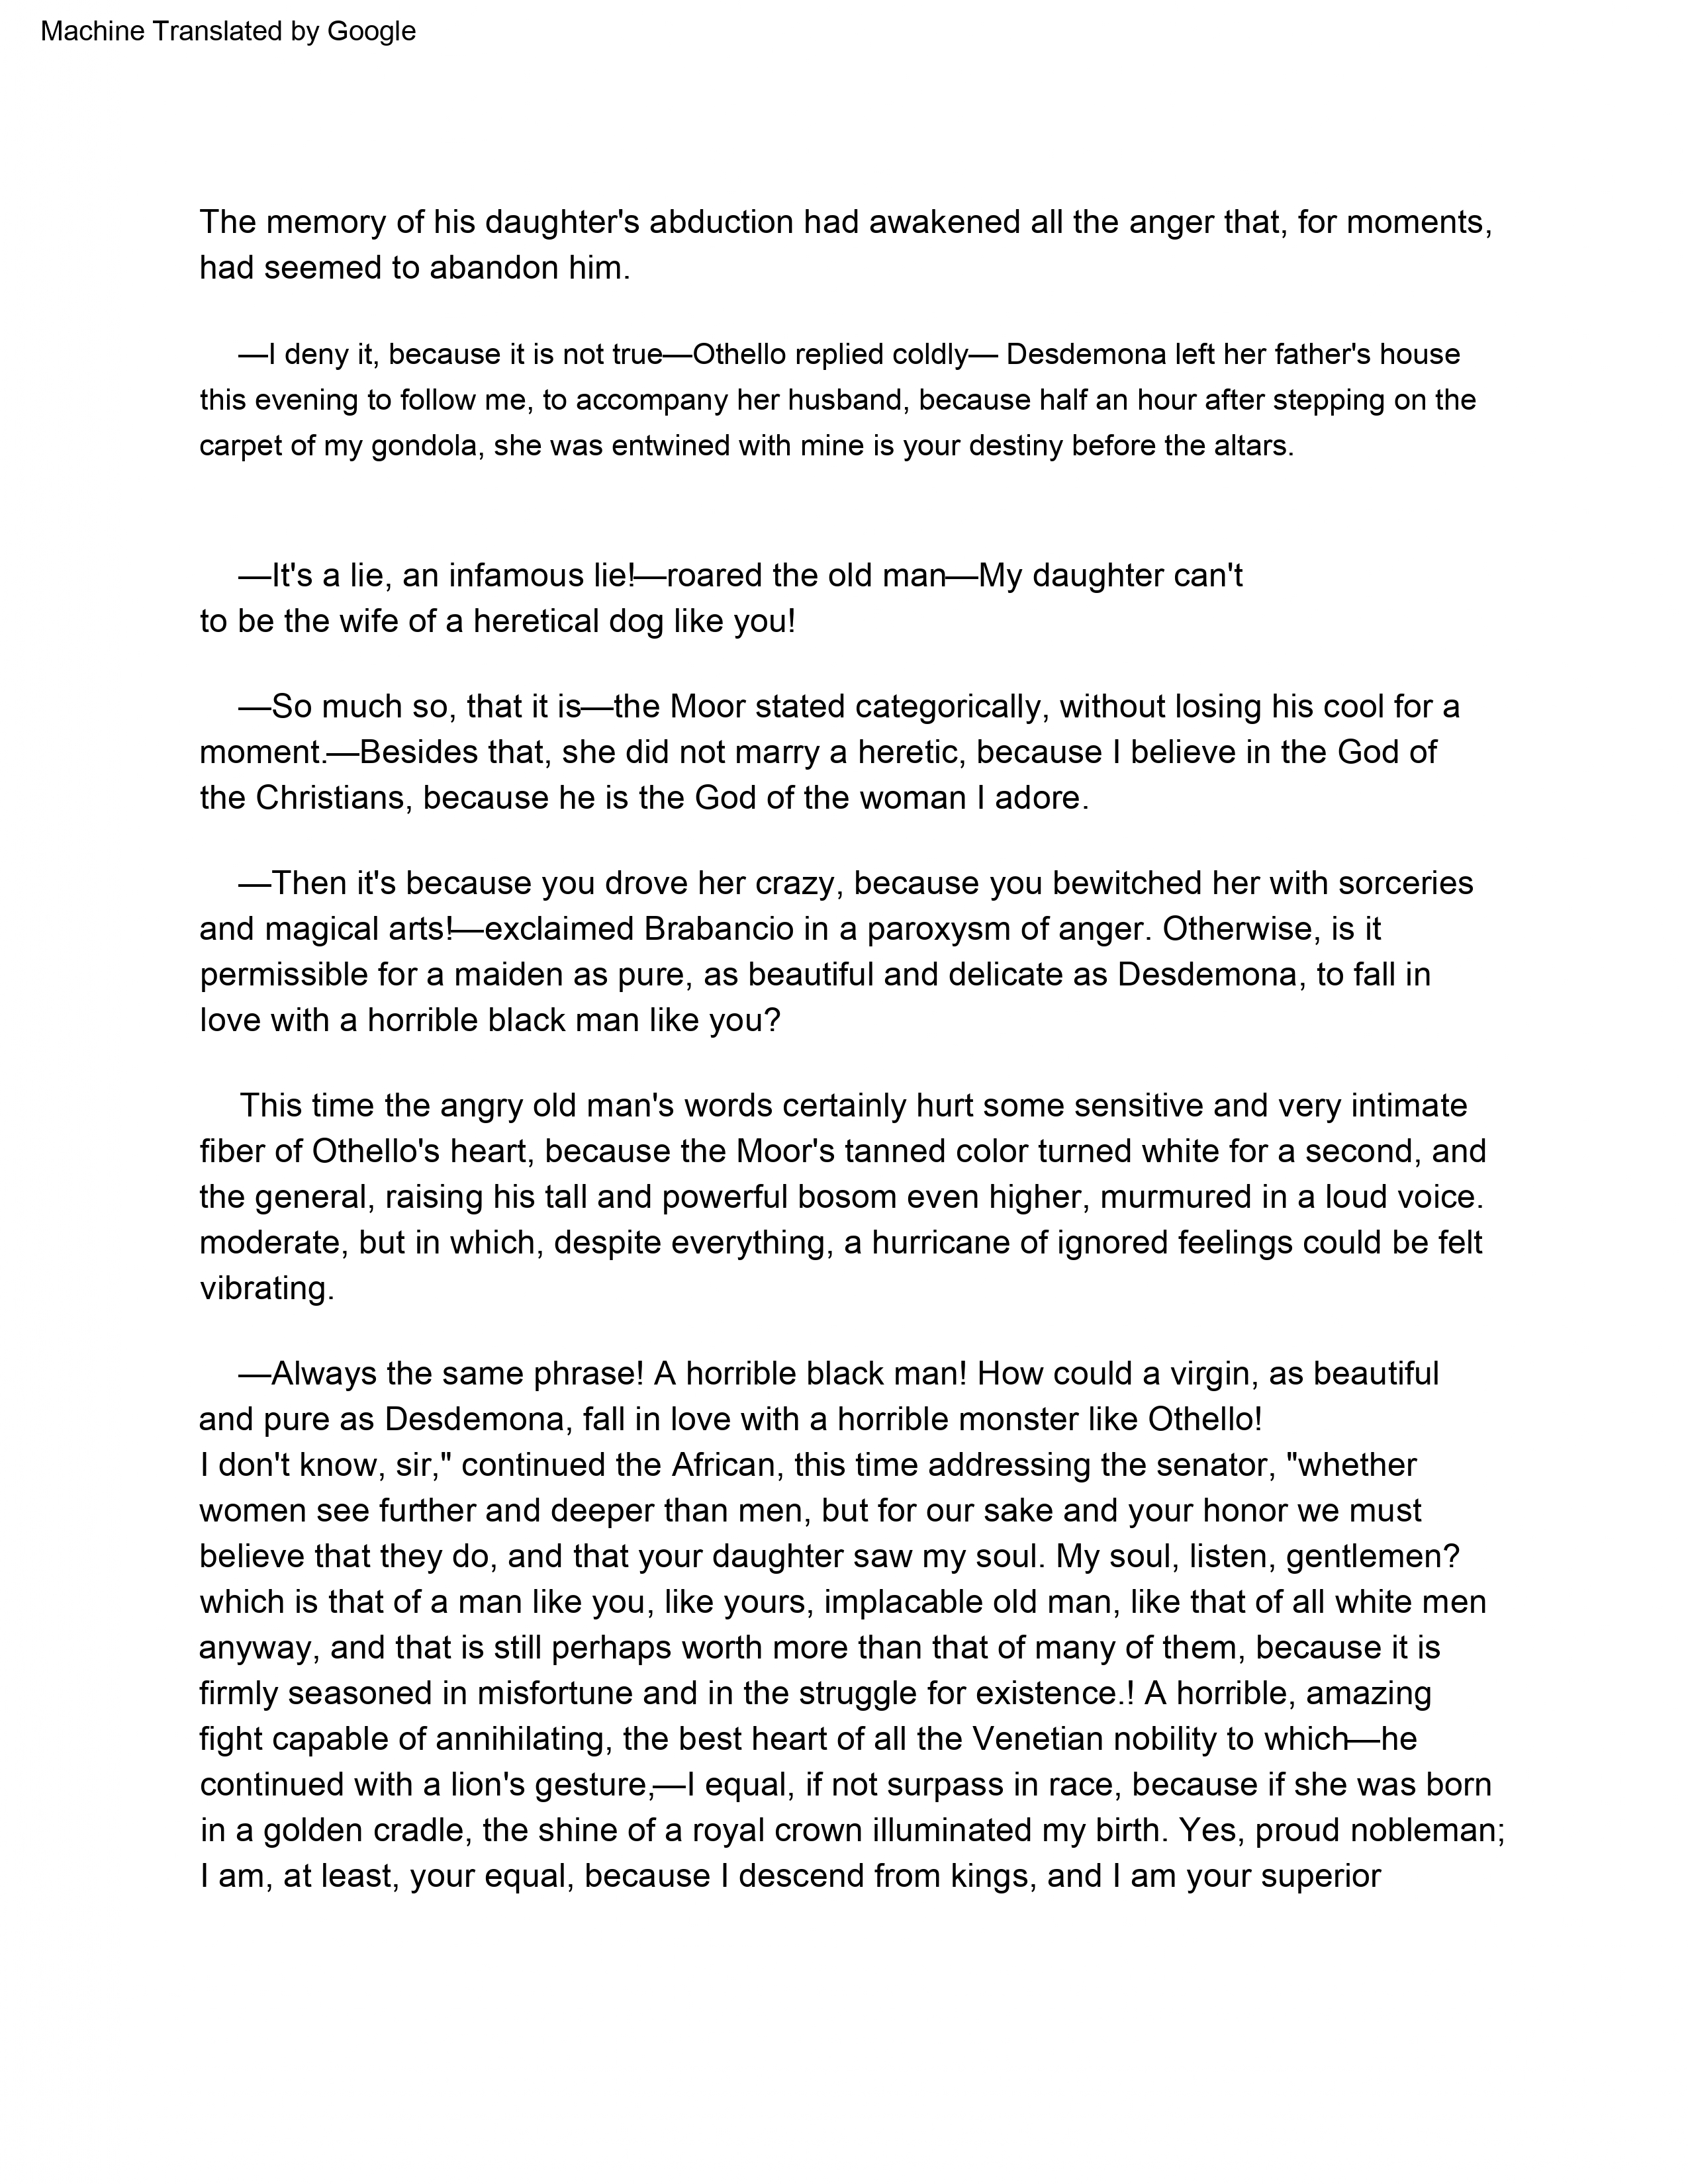 Machine Translated by Google
The memory of his daughter's abduction had awakened all the anger that, for moments,
had seemed to abandon him.
—I deny it, because it is not true—Othello replied coldly— Desdemona left her father's house
this evening to follow me, to accompany her husband, because half an hour after stepping on the
carpet of my gondola, she was entwined with mine is your destiny before the altars.
—It's a lie, an infamous lie!—roared the old man—My daughter can't
to be the wife of a heretical dog like you!
—So much so, that it is—the Moor stated categorically, without losing his cool for a
moment.—Besides that, she did not marry a heretic, because I believe in the God of
the Christians, because he is the God of the woman I adore.
—Then it's because you drove her crazy, because you bewitched her with sorceries
and magical arts!—exclaimed Brabancio in a paroxysm of anger. Otherwise, is it
permissible for a maiden as pure, as beautiful and delicate as Desdemona, to fall in
love with a horrible black man like you?
This time the angry old man's words certainly hurt some sensitive and very intimate
fiber of Othello's heart, because the Moor's tanned color turned white for a second, and
the general, raising his tall and powerful bosom even higher, murmured in a loud voice.
moderate, but in which, despite everything, a hurricane of ignored feelings could be felt
vibrating.
—Always the same phrase! A horrible black man! How could a virgin, as beautiful
and pure as Desdemona, fall in love with a horrible monster like Othello!
I don't know, sir," continued the African, this time addressing the senator, "whether
women see further and deeper than men, but for our sake and your honor we must
believe that they do, and that your daughter saw my soul. My soul, listen, gentlemen?
which is that of a man like you, like yours, implacable old man, like that of all white men
anyway, and that is still perhaps worth more than that of many of them, because it is
firmly seasoned in misfortune and in the struggle for existence.! A horrible, amazing
fight capable of annihilating, the best heart of all the Venetian nobility to which—he
continued with a lion's gesture,—I equal, if not surpass in race, because if she was born
in a golden cradle, the shine of a royal crown illuminated my birth. Yes, proud nobleman;
I am, at least, your equal, because I descend from kings, and I am your superior